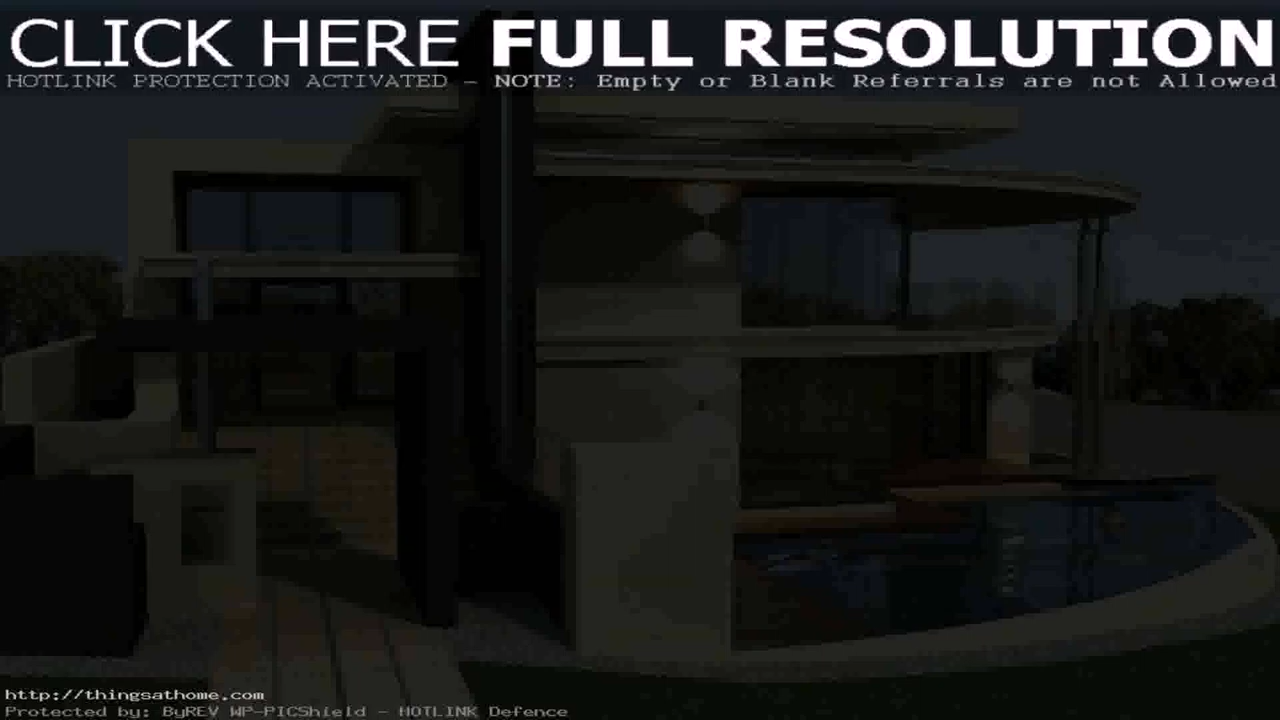 CLICK HERE FULL RESOLUTION
HOTLINK PROTECTION ACTIVATED - NOTE: Empty or Blank Referrals are not Allowed
http://thingsathome.com
Protected by: ByREV WP-PICShield - HOTLINK Defence